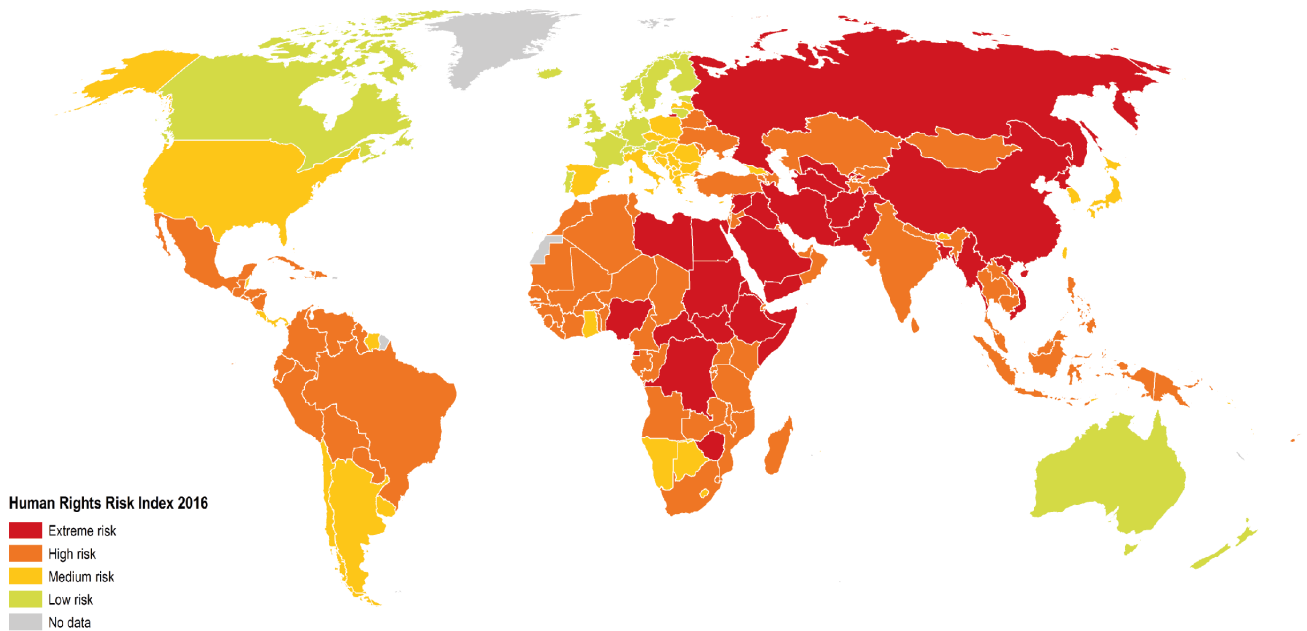 Human Rights Risk Index 2016
Extreme risk
High risk
Medium risk
Low risk
No data